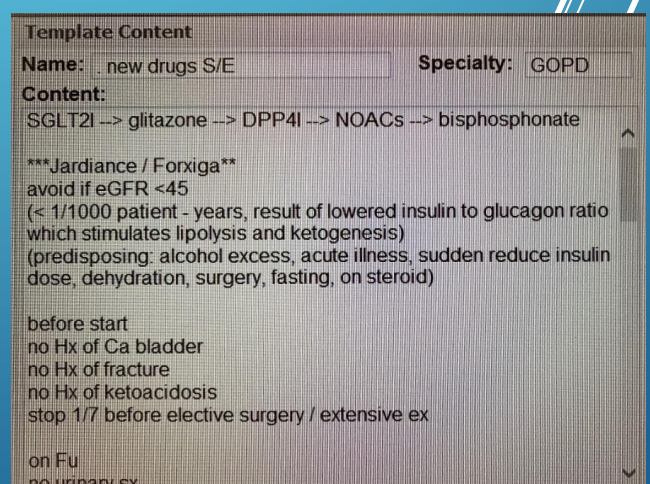 Template Content
Name: new drugs S/E Specialty: GOPD
Content:
SGLT2I --> glitazone --> DPP4I --> NOACs --> bisphosphonate
***Jardiance / Forxiga**
avoid if eGFR <45
(< 1/1000 patient - years, result of lowered insulin to glucagon ratio
which stimulates lipolysis and ketogenesis)
(predisposing: alcohol excess, acute illness, sudden reduce insulin
dose, dehydration, surgery, fasting, on steroid)
before start
no Hx of Ca bladder
no Hx of fracture
no Hx of ketoacidosis
stop 1/7 before elective surgery / extensive ex
on Fu
no urinary sx